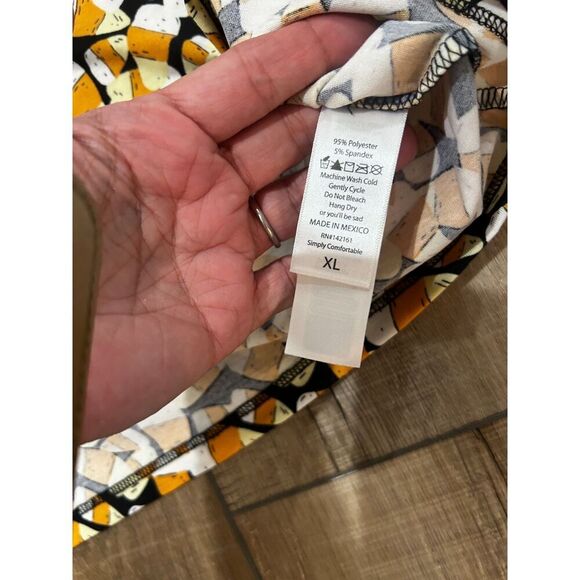 95% Polyester
5% Spandex
Machine Wash Cold
Gently Cycle
Do Not Bleach
Hang Dry
or you'll be sad
MADE IN MEXICO
RN#142161
Simply Comfortable
XL